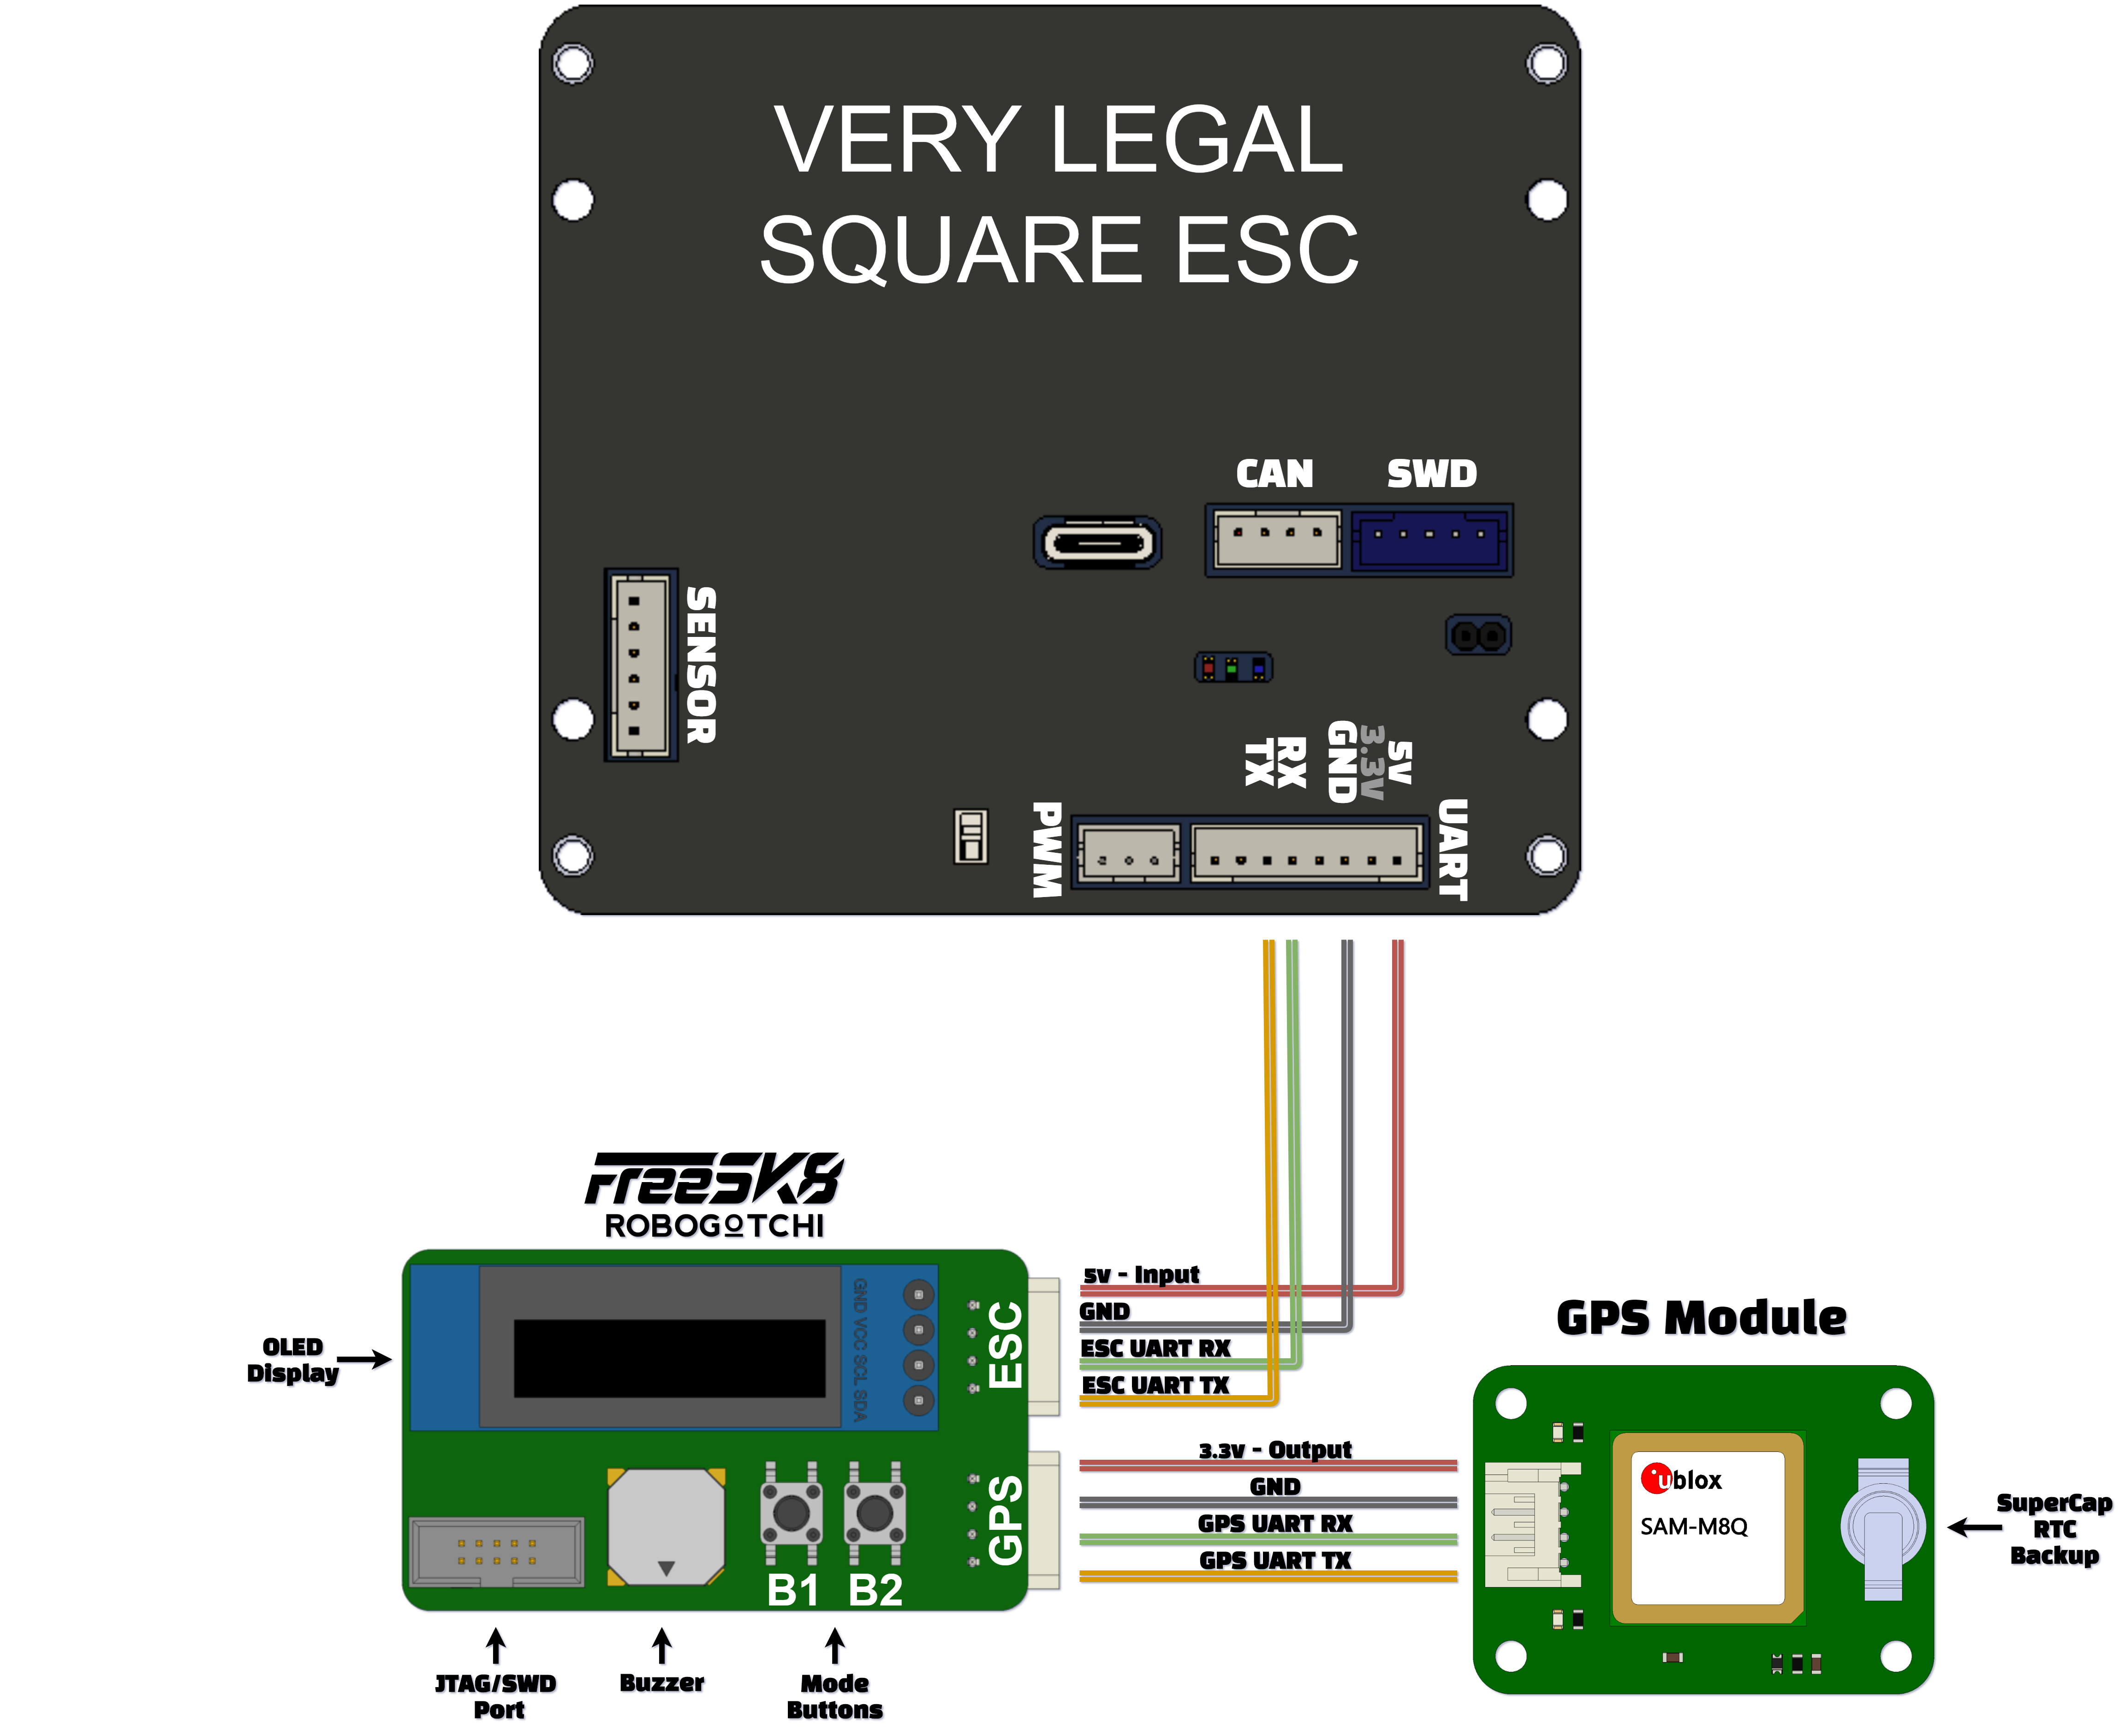 VERY LEGAL
SQUARE ESC
CAN
SWD
SENSOR
TX
RX
GND
3.3V
5V
PWM
UART
FreeSK8
ROBOGOTCHI
GND VCC SCL SDA
ESC
GPS
B1
B2
OLED
Display
JTAG/SWD
Port
Buzzer
Mode
Buttons
5v - Input
GND
ESC UART RX
ESC UART TX
3.3v - Output
GND
GPS UART RX
GPS UART TX
GPS Module
ublox
SAM-M8Q
SuperCap
RTC
Backup